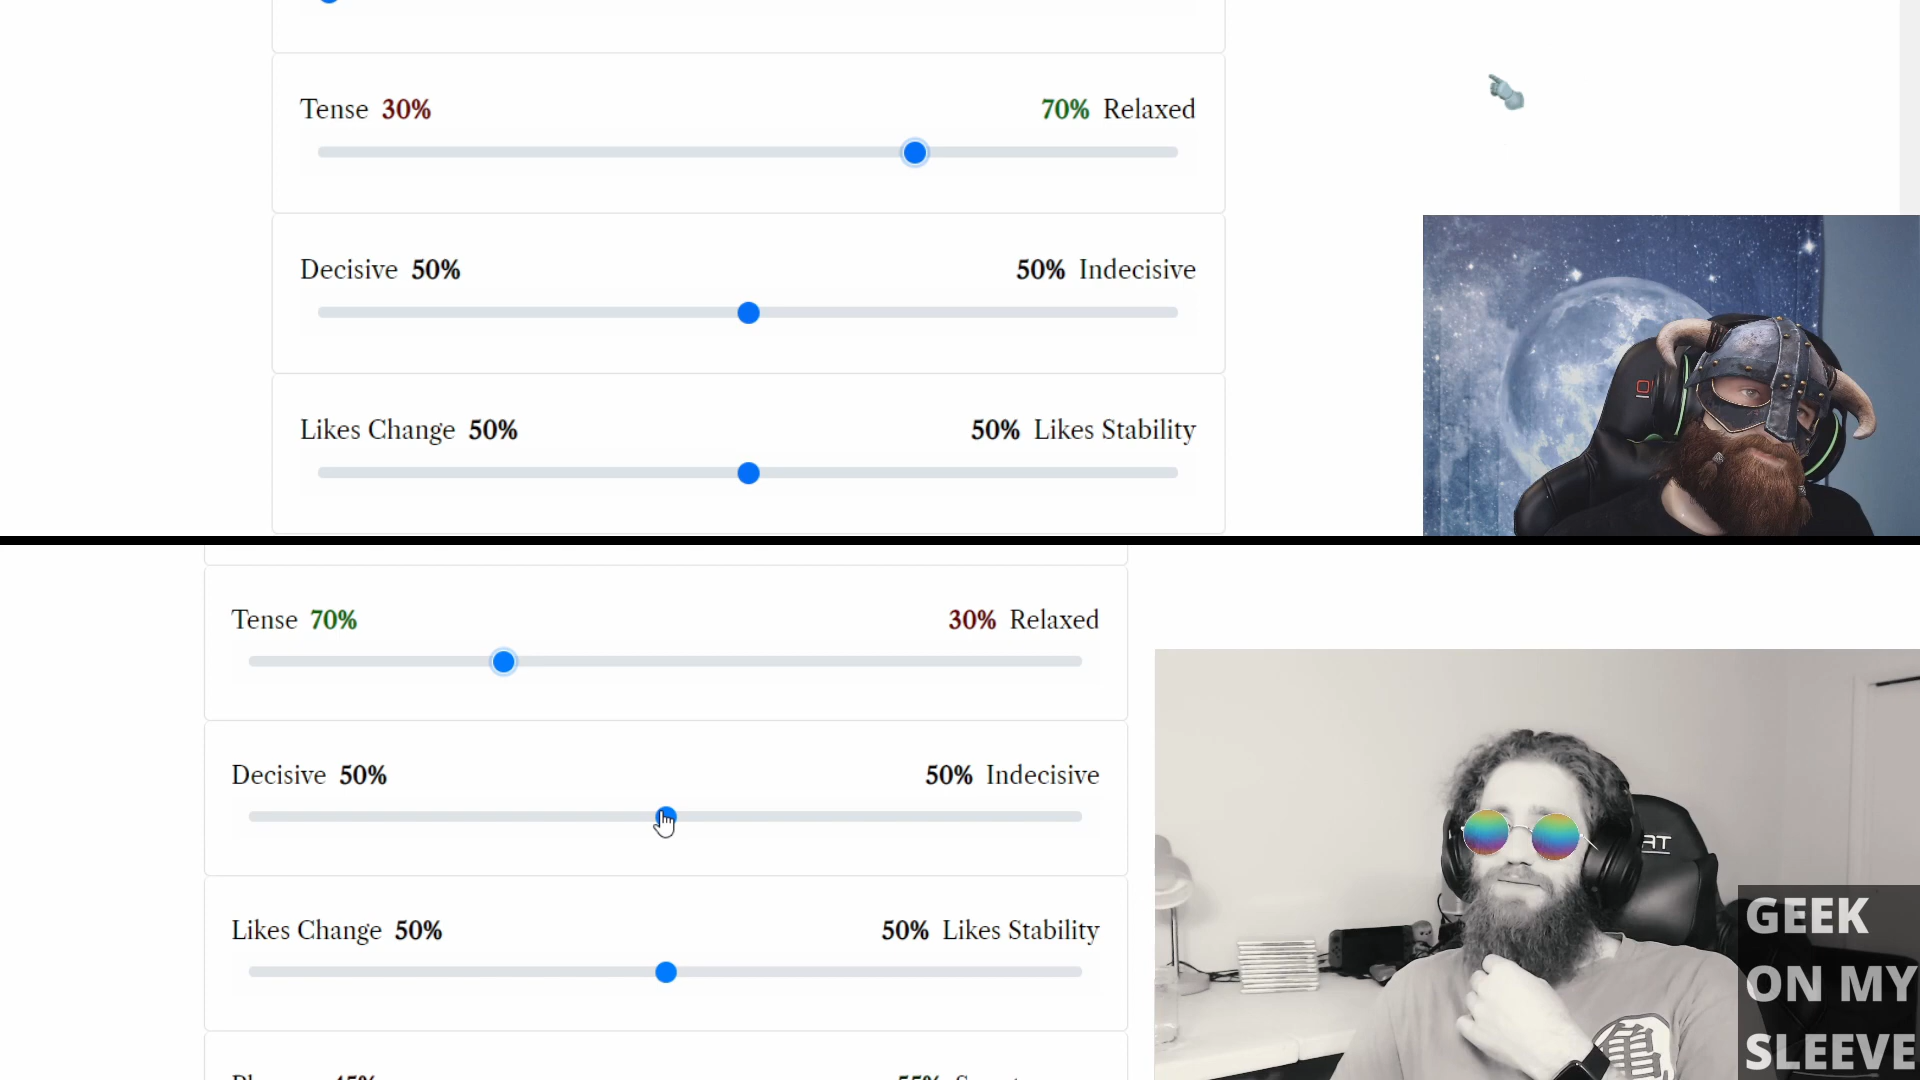 Tense 30% 70% Relaxed
Decisive 50% 50% Indecisive
Likes Change 50% 50% Likes Stability
Tense 70% 30% Relaxed
Decisive 50% 50% Indecisive
Likes Change 50% 50% Likes Stability
亀
GEEK
ON MY
SLEEVE